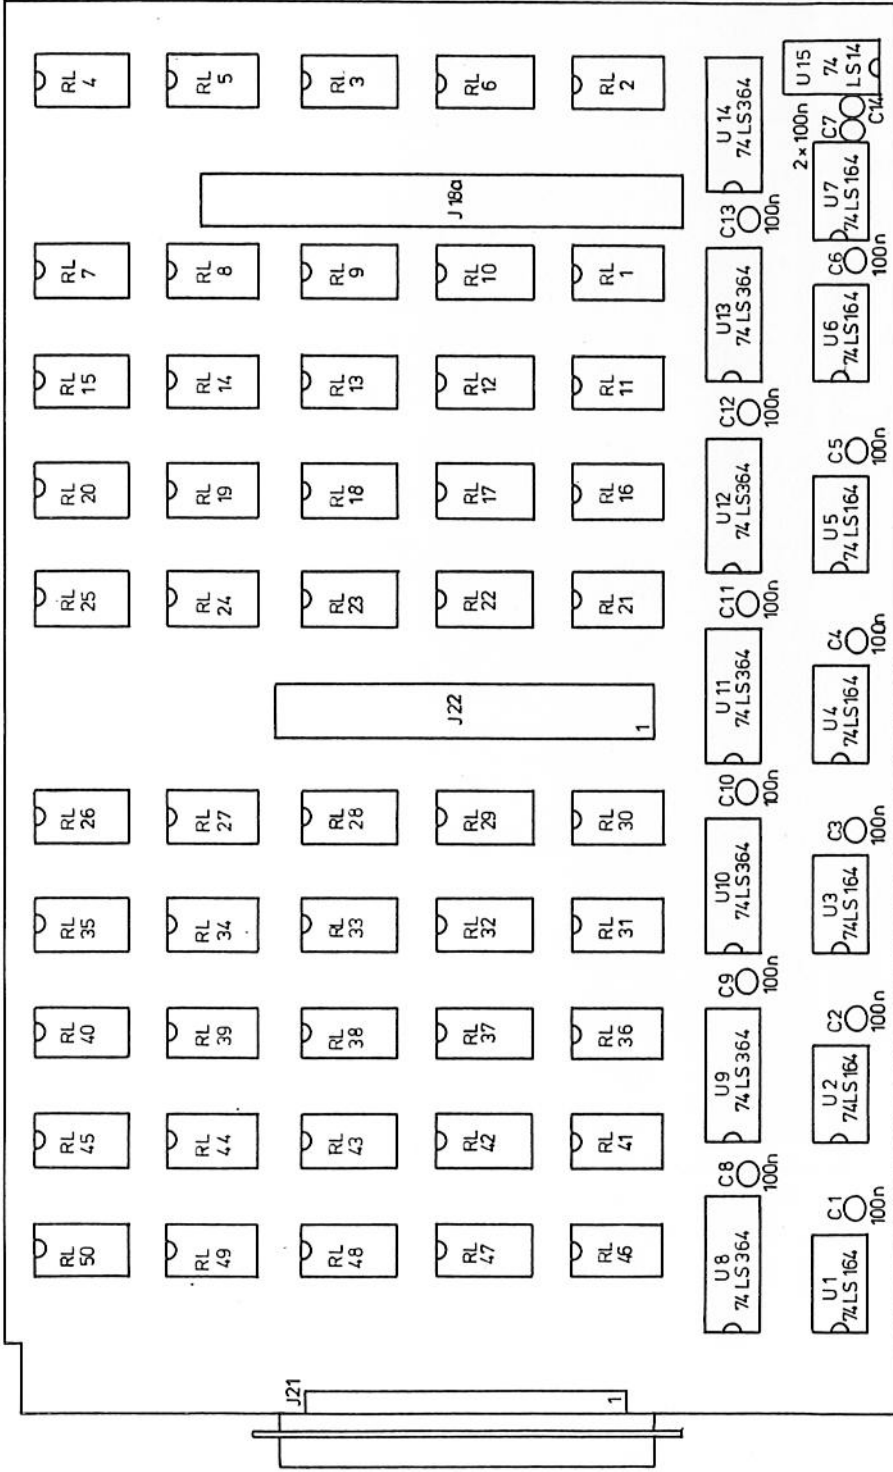 RL
50
RL
45
RL
40
RL
35
RL
26
RL
25
RL
20
RL
15
RL
7
RL
4
RL
49
RL
44
RL
39
RL
34
RL
27
RL
24
RL
19
RL
14
RL
8
RL
5
J21
RL
48
RL
43
RL
38
RL
33
RL
28
RL
23
RL
18
RL
13
RL
9
RL
3
J22
J18a
RL
47
RL
42
RL
37
RL
32
RL
29
RL
22
RL
17
RL
12
RL
10
RL
6
1
RL
46
RL
41
RL
36
RL
31
RL
30
1
RL
21
RL
16
RL
11
RL
1
RL
2
U8
74LS364
C8
100n
U9
74LS364
C9
100n
U10
74LS364
C10
100n
U11
74LS364
C11
100n
U12
74LS364
C12
100n
U13
74LS364
C13
100n
U14
74LS364
U1
74LS164
C1
100n
U2
74LS164
C2
100n
U3
74LS164
C3
100n
U4
74LS164
C4
100n
U5
74LS164
C5
100n
U6
74LS164
C6
100n
U7
74LS164
2×100n
C7
C14
U15
74
LS14